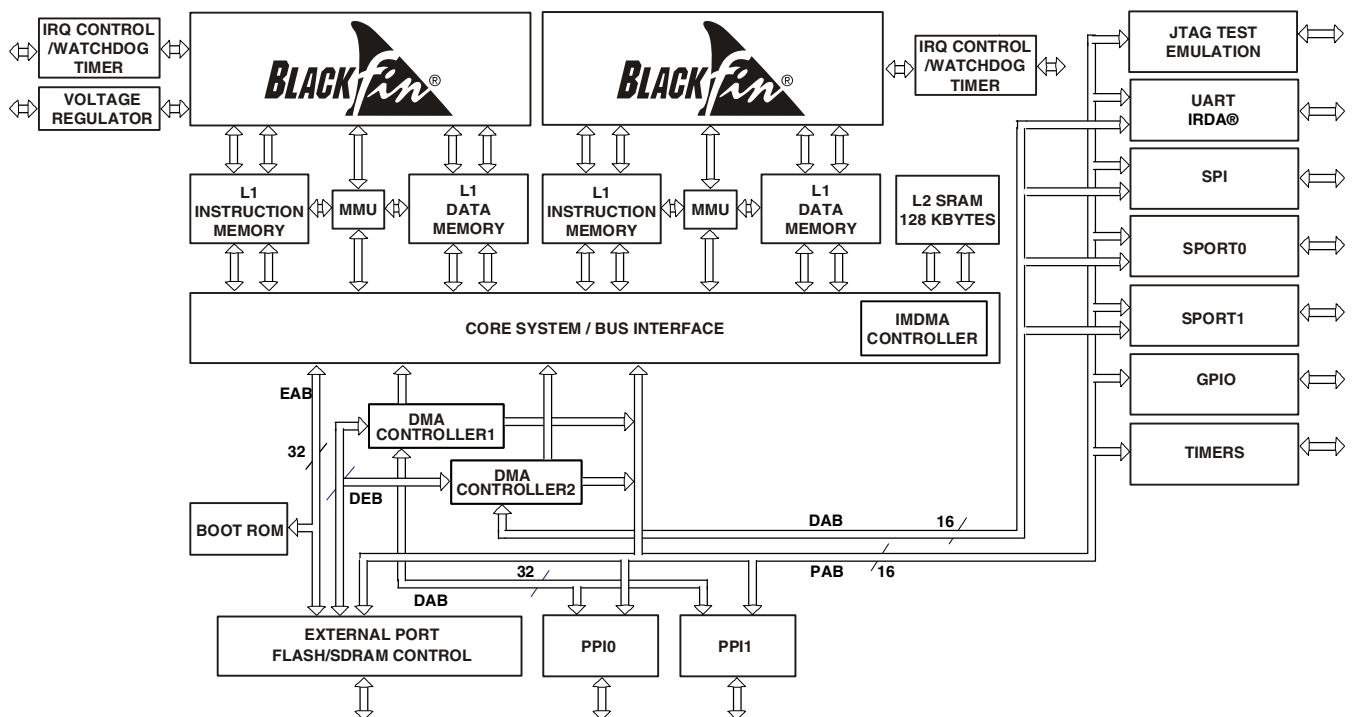 IRQ CONTROL
/WATCHDOG
TIMER
VOLTAGE
REGULATOR
BLACKfin®
BLACKfin®
IRQ CONTROL
/WATCHDOG
TIMER
JTAG TEST
EMULATION
UART
IRDA®
SPI
SPORT0
SPORT1
GPIO
TIMERS
L1
INSTRUCTION
MEMORY
MMU
L1
DATA
MEMORY
L1
INSTRUCTION
MEMORY
MMU
L1
DATA
MEMORY
L2 SRAM
128 KBYTES
CORE SYSTEM / BUS INTERFACE
IMDMA
CONTROLLER
EAB
32
DMA
CONTROLLER1
DMA
CONTROLLER2
DEB
BOOT ROM
DAB
16
PAB
16
32
DAB
EXTERNAL PORT
FLASH/SDRAM CONTROL
PPI0
PPI1